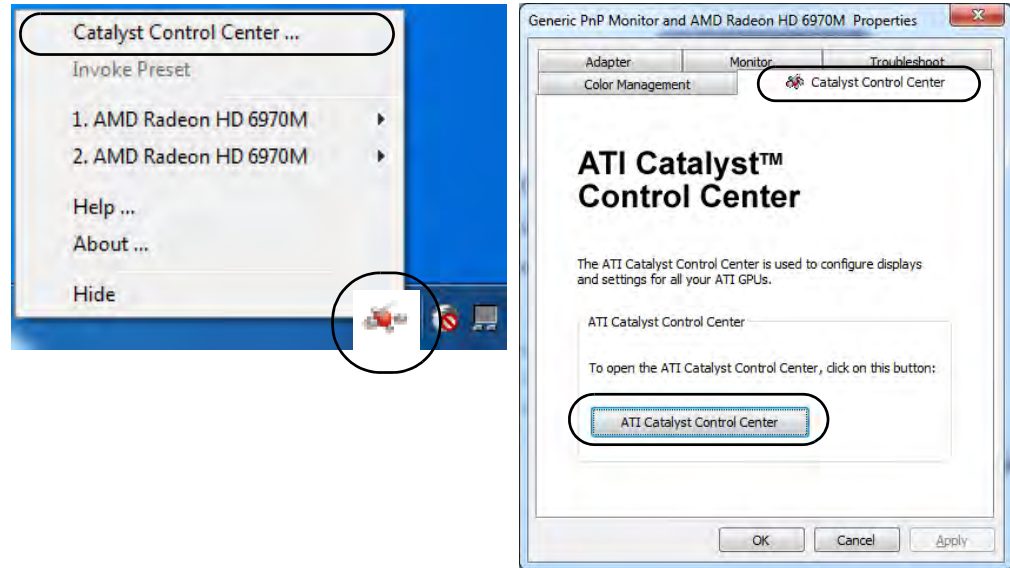 Catalyst Control Center ...
Invoke Preset
1. AMD Radeon HD 6970M
2. AMD Radeon HD 6970M
Help ...
About ...
Hide
Generic PnP Monitor and AMD Radeon HD 6970M Properties
Adapter Monitor Troubleshoot
Color Management Catalyst Control Center
ATI Catalyst™
Control Center
The ATI Catalyst Control Center is used to configure displays
and settings for all your ATI GPUs.
ATI Catalyst Control Center
To open the ATI Catalyst Control Center, click on this button:
ATI Catalyst Control Center
OK Cancel Apply